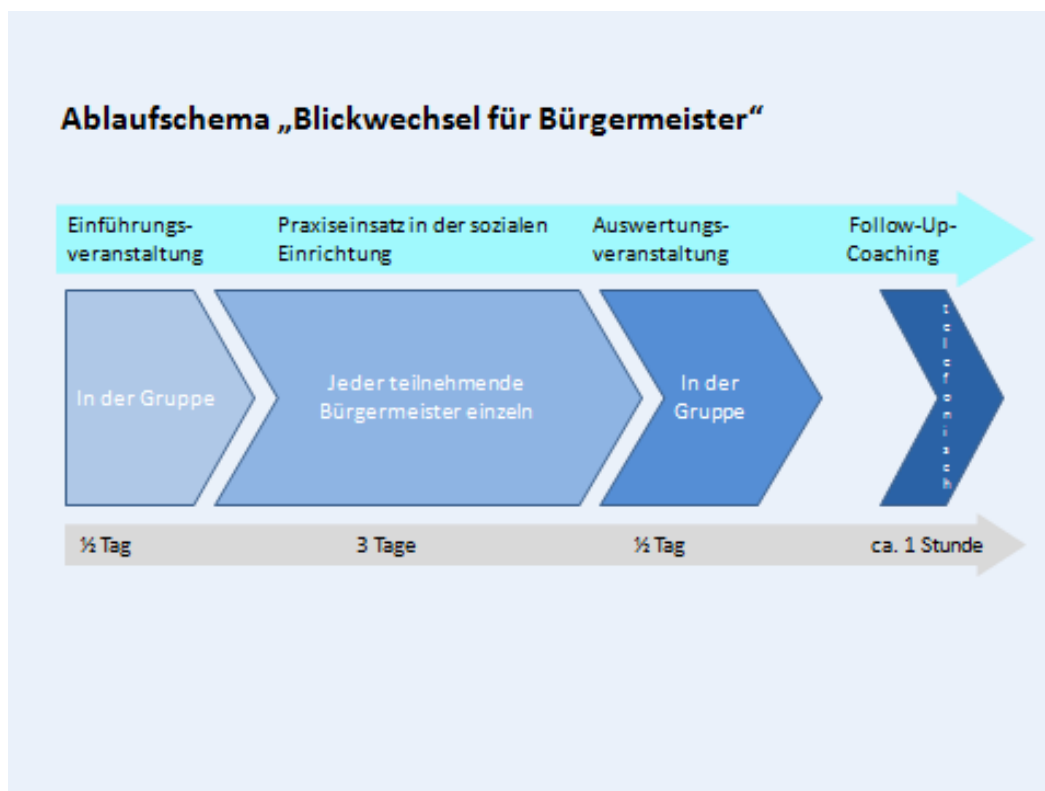 Ablaufschema „Blickwechsel für Bürgermeister“
Einführungs-
veranstaltung
Praxiseinsatz in der sozialen
Einrichtung
Auswertungs-
veranstaltung
Follow-Up-
Coaching
In der Gruppe
Jeder teilnehmende
Bürgermeister einzeln
In der
Gruppe
telefonisch
½ Tag
3 Tage
½ Tag
ca. 1 Stunde